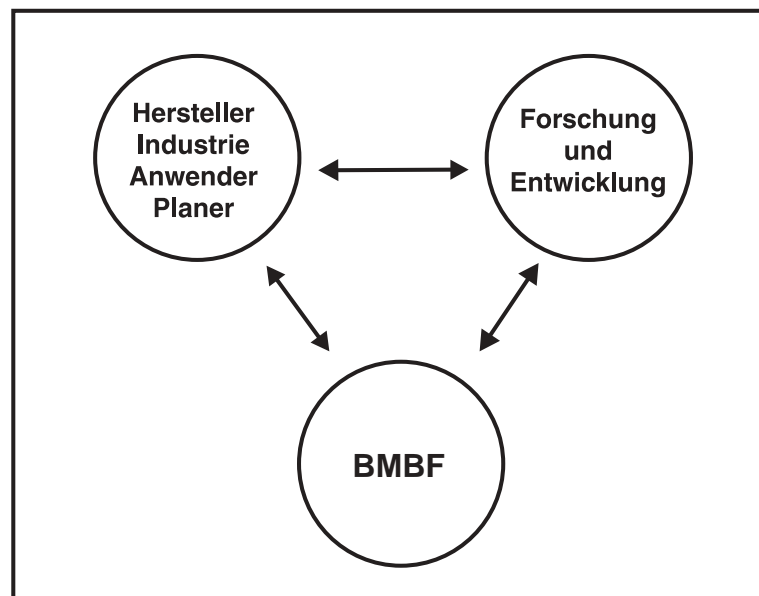 Hersteller
Industrie
Anwender
Planer
Forschung
und
Entwicklung
BMBF